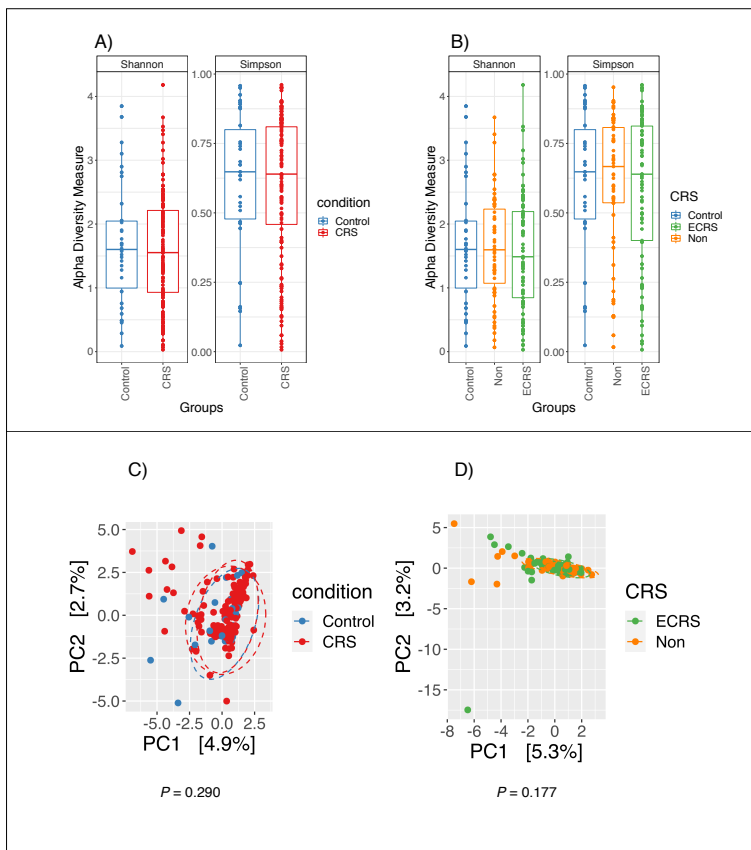 A)
Shannon
Simpson
Alpha Diversity Measure
4
3
2
1
0
1.00
0.75
0.50
0.25
0.00
Control
CRS
Control
CRS
Groups
condition
Control
CRS
B)
Shannon
Simpson
Alpha Diversity Measure
4
3
2
1
0
1.00
0.75
0.50
0.25
0.00
Control
Non
ECRS
Control
Non
ECRS
Groups
CRS
Control
ECRS
Non
C)
PC2 [2.7%]
5.0
2.5
0.0
-2.5
-5.0
-5.0 -2.5 0.0 2.5
PC1 [4.9%]
condition
Control
CRS
P = 0.290
D)
PC2 [3.2%]
5
0
-5
-10
-15
-8 -6 -4 -2 0 2
PC1 [5.3%]
CRS
ECRS
Non
P = 0.177